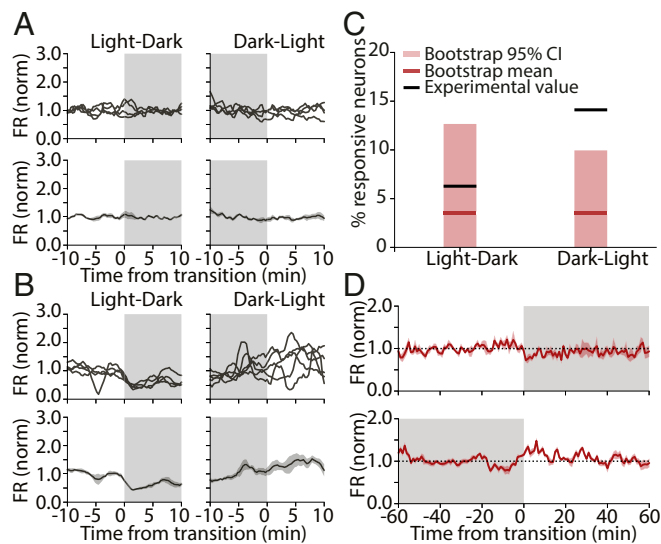 A
Light-Dark Dark-Light
FR (norm)
3.0
2.0
1.0
0.0
FR (norm)
3.0
2.0
1.0
0.0
-10 -5 0 5 10 -10 -5 0 5 10
Time from transition (min)
B
Light-Dark Dark-Light
FR (norm)
3.0
2.0
1.0
0.0
FR (norm)
3.0
2.0
1.0
0.0
-10 -5 0 5 10 -10 -5 0 5 10
Time from transition (min)
C
% responsive neurons
20
15
10
5
0
Bootstrap 95% CI
Bootstrap mean
Experimental value
Light-Dark Dark-Light
D
FR (norm)
2.0
1.0
0.0
FR (norm)
2.0
1.0
0.0
-60 -40 -20 0 20 40 60
Time from transition (min)